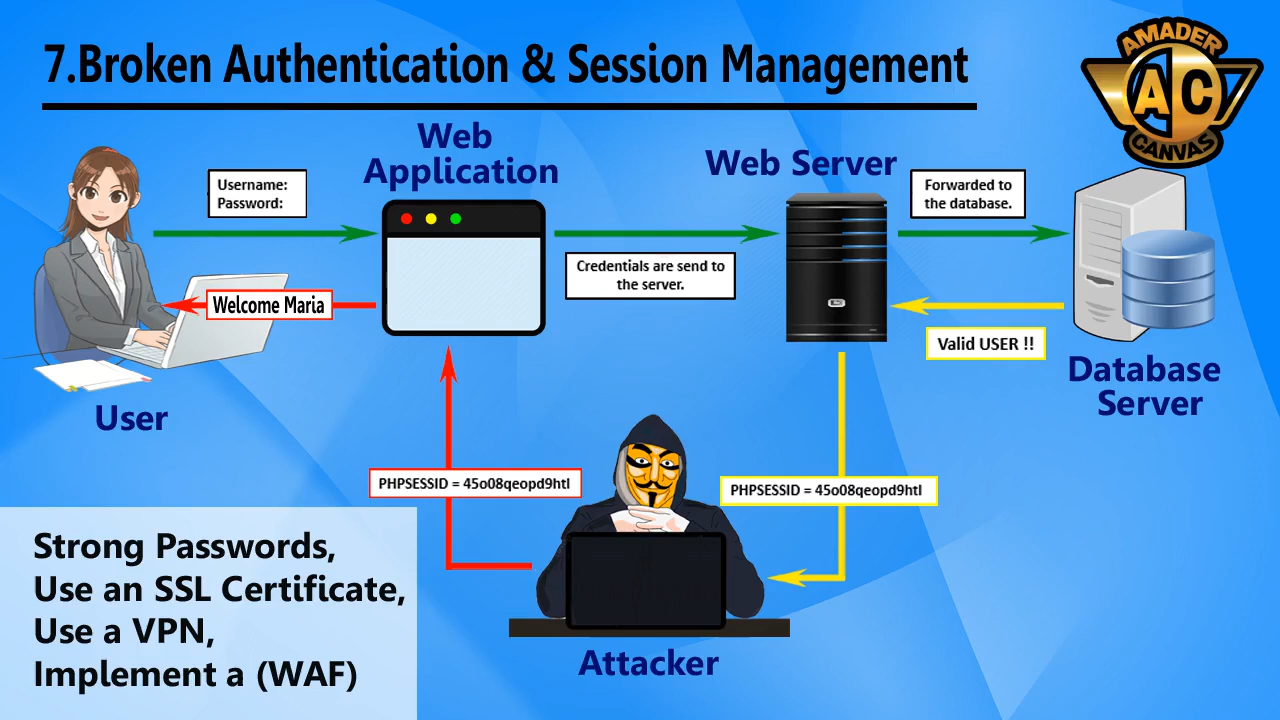 7.Broken Authentication & Session Management
AMADER
AC
CANVAS
Web
Application
Web Server
Username:
Password:
Forwarded to
the database.
Credentials are send to
the server.
Welcome Maria
Valid USER !!
User
Database
Server
PHPSESSID = 45o08qeopd9htl
PHPSESSID = 45o08qeopd9htl
Strong Passwords,
Use an SSL Certificate,
Use a VPN,
Implement a (WAF)
Attacker